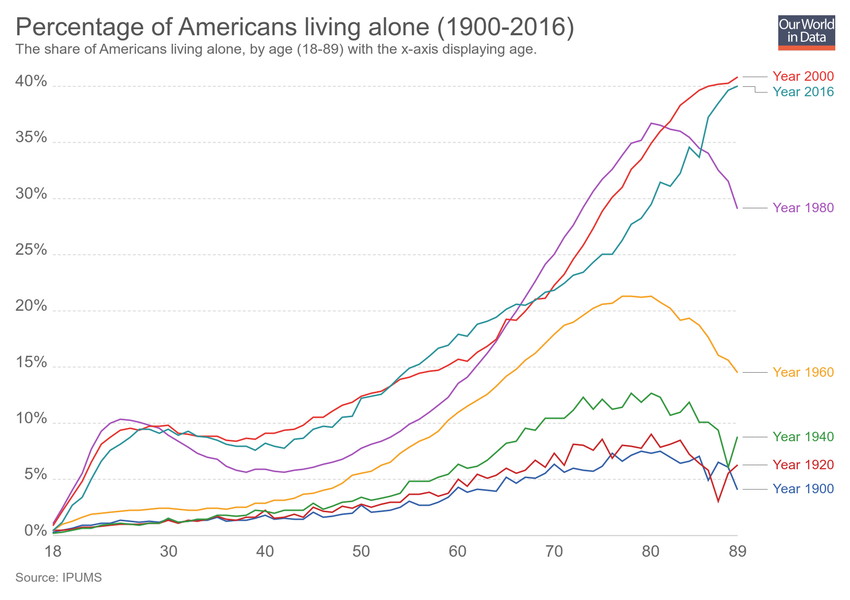 Percentage of Americans living alone (1900-2016)
The share of Americans living alone, by age (18-89) with the x-axis displaying age.
Our World
in Data
40%
35%
30%
25%
20%
15%
10%
5%
0%
Year 2000
Year 2016
Year 1980
Year 1960
Year 1940
Year 1920
Year 1900
18
30
40
50
60
70
80
89
Source: IPUMS